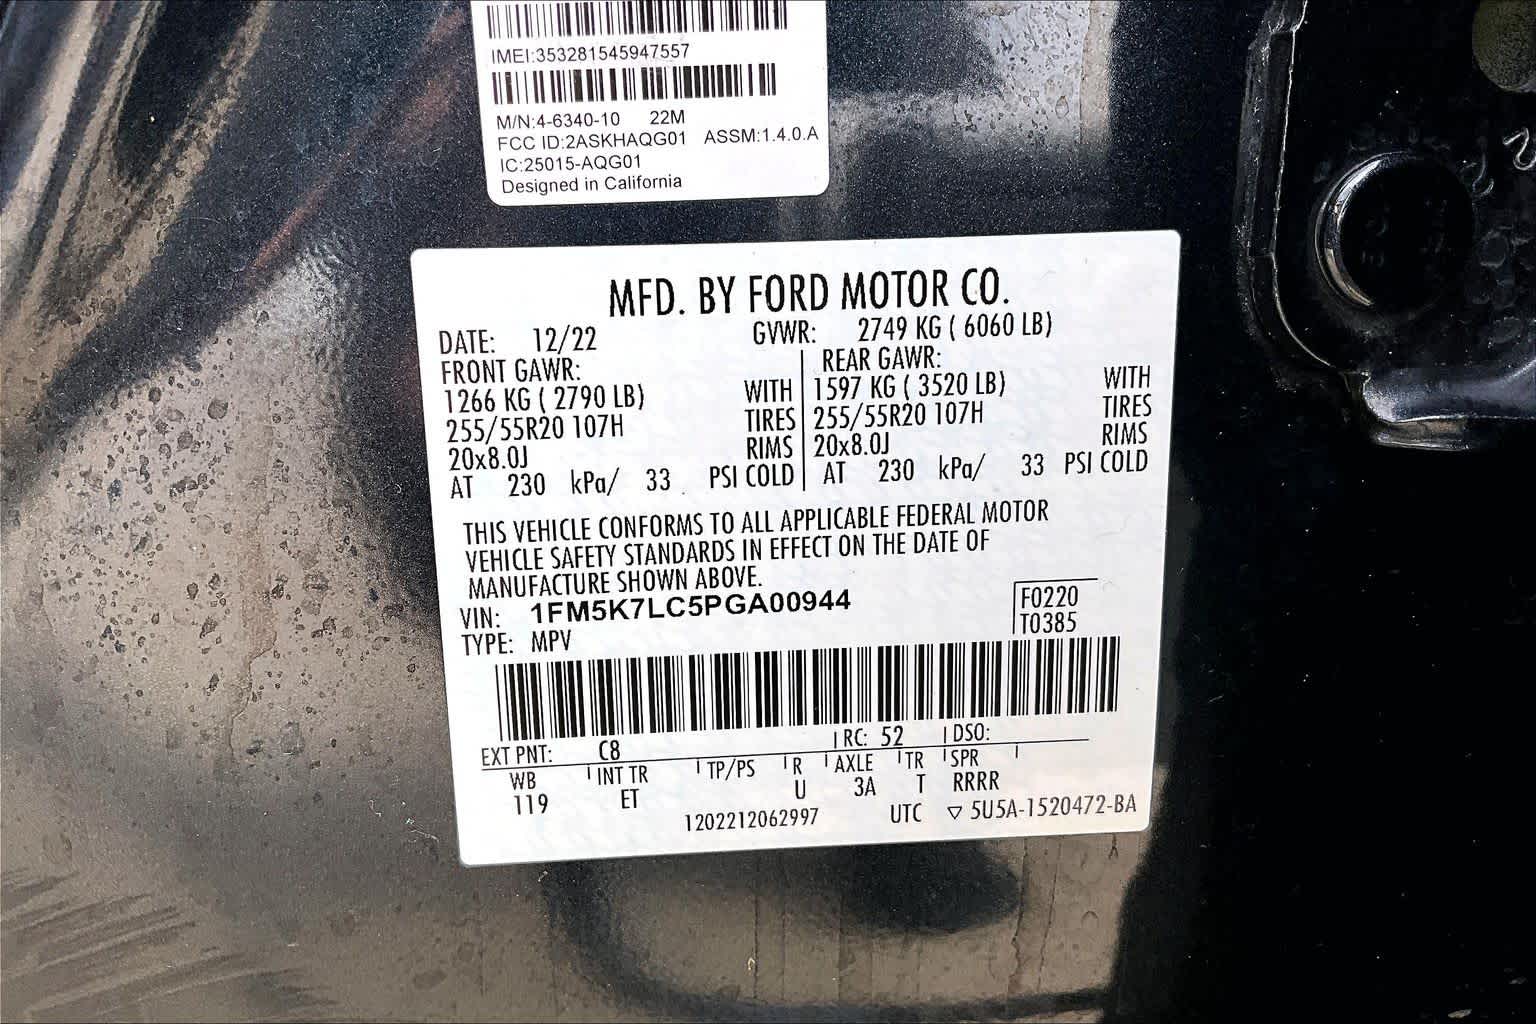 IMEI:353281545947557
M/N:4-6340-10 22M
FCC ID:2ASKHAQG01 ASSM:1.4.0.A
IC:25015-AQG01
Designed in California
MFD. BY FORD MOTOR CO.
DATE: 12/22 GVWR: 2749 KG ( 6060 LB)
FRONT GAWR: REAR GAWR:
1266 KG ( 2790 LB) WITH 1597 KG ( 3520 LB) WITH
255/55R20 107H TIRES 255/55R20 107H TIRES
20x8.0J RIMS 20x8.0J RIMS
AT 230 kPa/ 33 PSI COLD AT 230 kPa/ 33 PSI COLD
THIS VEHICLE CONFORMS TO ALL APPLICABLE FEDERAL MOTOR
VEHICLE SAFETY STANDARDS IN EFFECT ON THE DATE OF
MANUFACTURE SHOWN ABOVE.
VIN: 1FM5K7LC5PGA00944 F0220
TYPE: MPV T0385
EXT PNT: C8 RC: 52 DSO:
WB INT TR TP/PS R AXLE TR SPR
119 ET U 3A T RRRR
1202212062997 UTC ▽ 5U5A-1520472-BA